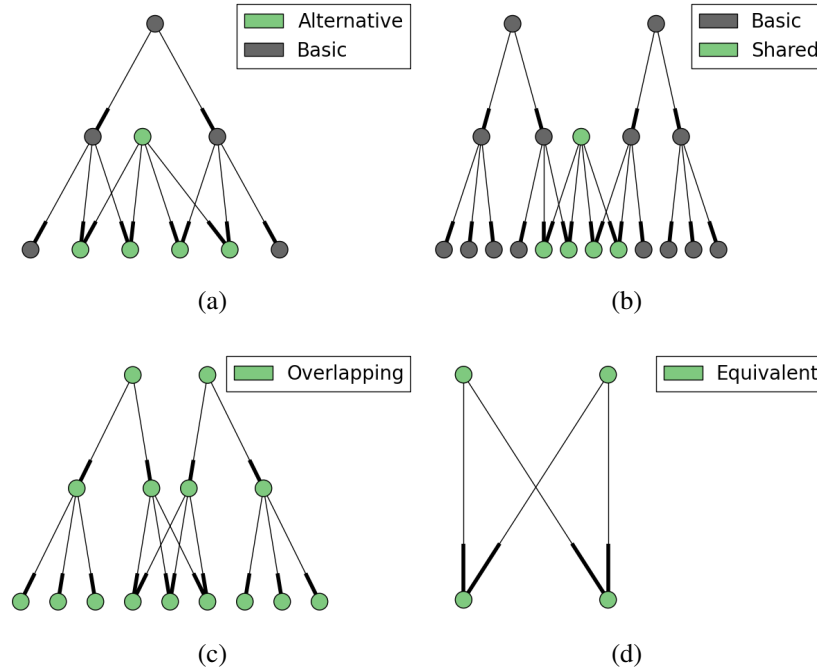 Alternative
Basic
(a)
Basic
Shared
(b)
Overlapping
(c)
Equivalent
(d)